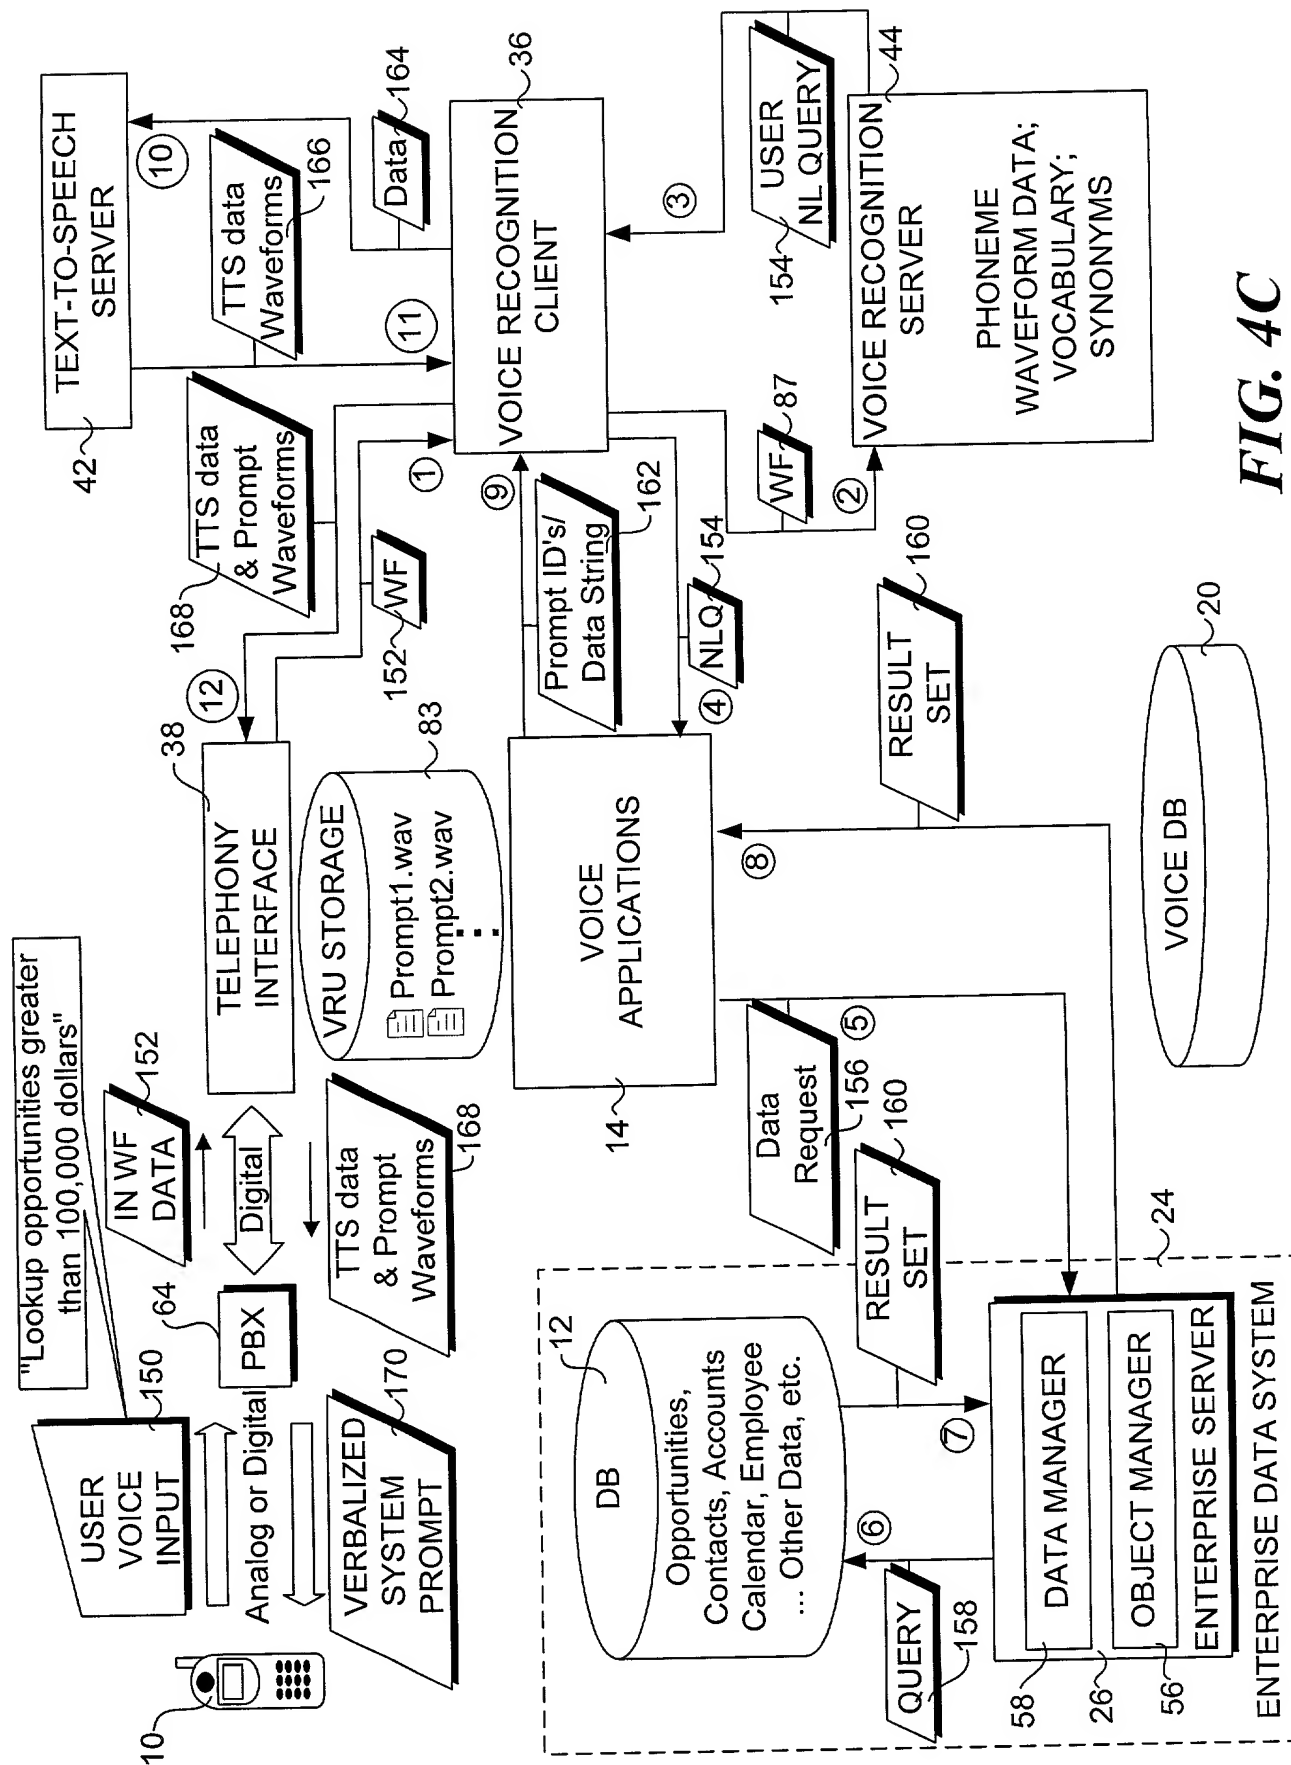 "Lookup opportunities greater
than 100,000 dollars"
10
USER
VOICE
INPUT
150
Analog or Digital
VERBALIZED
SYSTEM
PROMPT
170
64
PBX
IN WF
DATA
152
Digital
TTS data
& Prompt
Waveforms
168
TELEPHONY
INTERFACE
38
12
168
TTS data
& Prompt
Waveforms
152
WF
1
42
TEXT-TO-SPEECH
SERVER
10
TTS data
Waveforms
166
11
Data
164
VRU STORAGE
Prompt1.wav
Prompt2.wav
83
VOICE RECOGNITION
CLIENT
36
9
Prompt ID's/
Data String
162
4
NLQ
154
14
VOICE
APPLICATIONS
3
USER
NL QUERY
154
WF
87
2
VOICE RECOGNITION
SERVER
44
PHONEME
WAVEFORM DATA;
VOCABULARY;
SYNONYMS
Data
Request
156
5
8
RESULT
SET
160
RESULT
SET
160
12
DB
Opportunities,
Contacts, Accounts
Calendar, Employee
... Other Data, etc.
6
7
QUERY
158
58
DATA MANAGER
26
56
OBJECT MANAGER
ENTERPRISE SERVER
24
ENTERPRISE DATA SYSTEM
VOICE DB
20
FIG. 4C